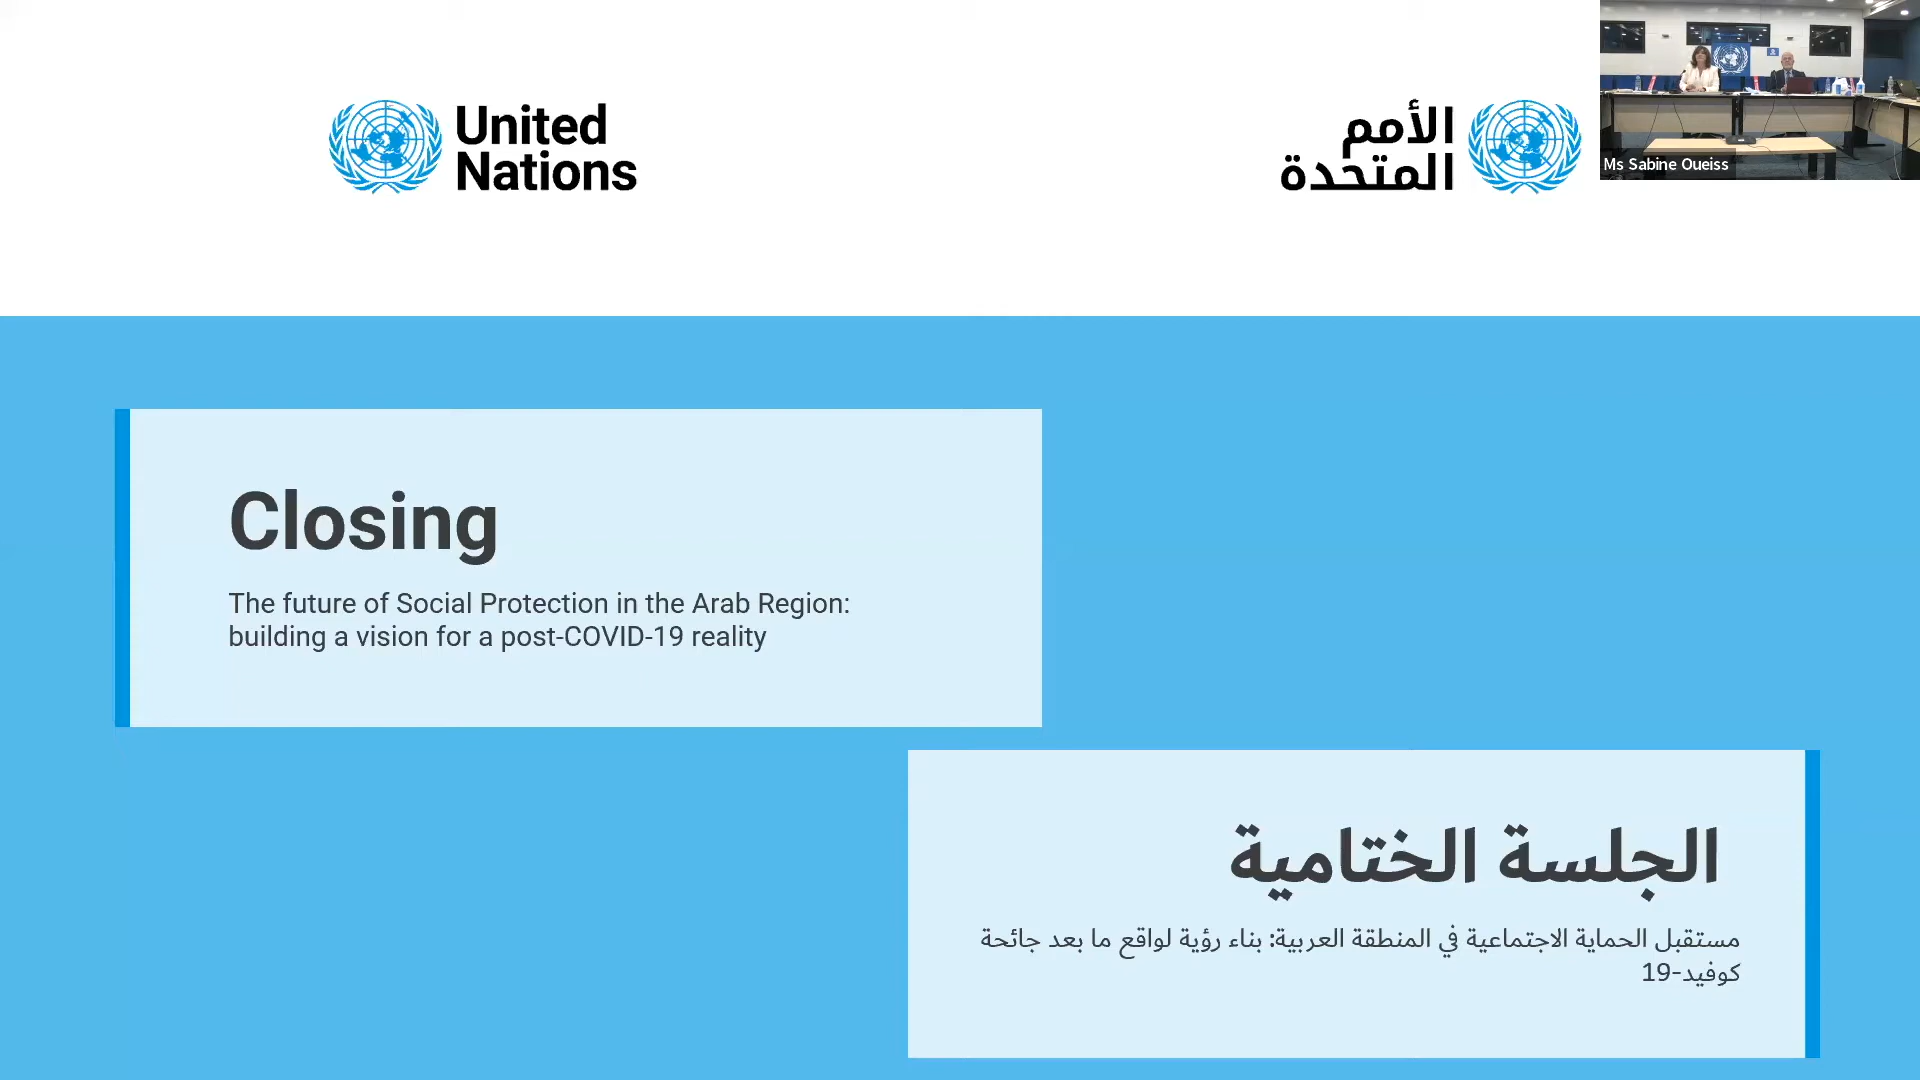 United
Nations
الأمم
المتحدة
Ms Sabine Oueiss
Closing
The future of Social Protection in the Arab Region:
building a vision for a post-COVID-19 reality
الجلسة الختامية
مستقبل الحماية الاجتماعية في المنطقة العربية: بناء رؤية لواقع ما بعد جائحة
كوفيد-19